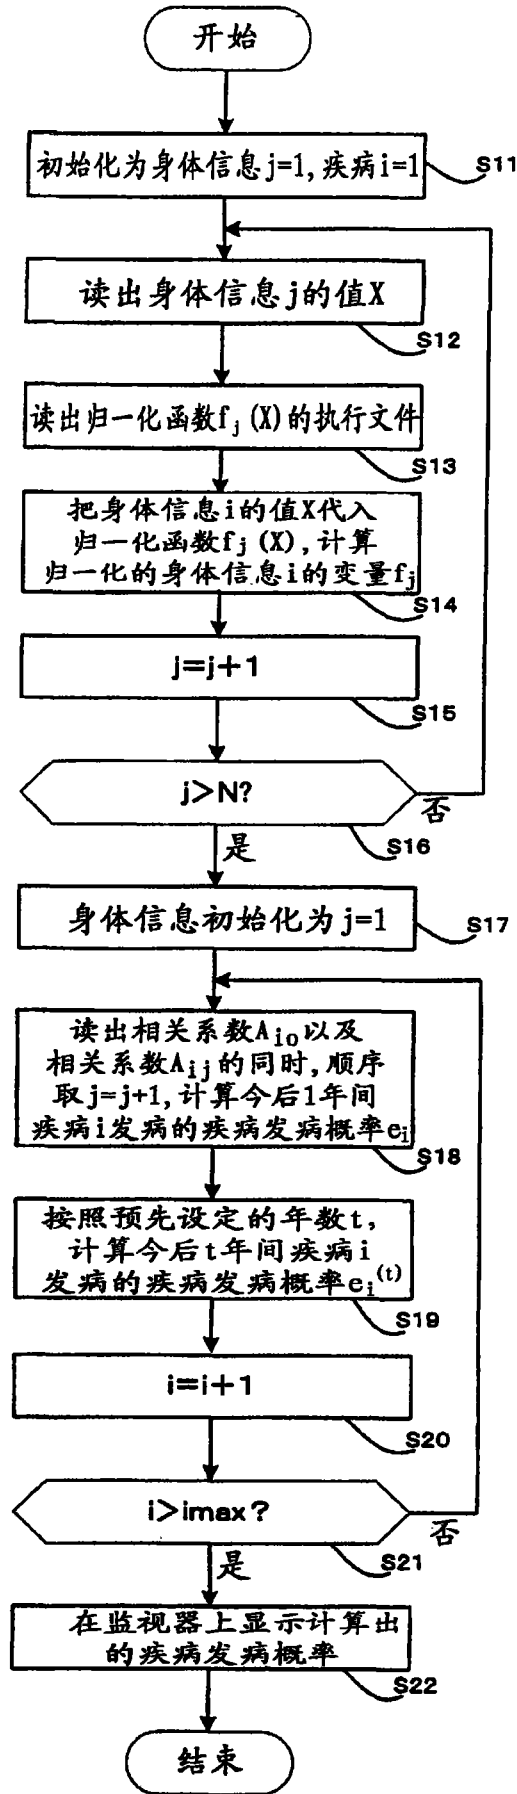 开始
初始化为身体信息j=1,疾病i=1
S11
读出身体信息j的值X
S12
读出归一化函数fj(X)的执行文件
S13
把身体信息i的值X代入
归一化函数fj(X),计算
归一化的身体信息i的变量fj
S14
j=j+1
S15
j>N?
否
S16
是
身体信息初始化为j=1
S17
读出相关系数Aio以及
相关系数Aij的同时,顺序
取j=j+1,计算今后1年间
疾病i发病的疾病发病概率ei
S18
按照预先设定的年数t,
计算今后t年间疾病i
发病的疾病发病概率ei(t)
S19
i=i+1
S20
i>imax?
否
S21
是
在监视器上显示计算出
的疾病发病概率
S22
结束